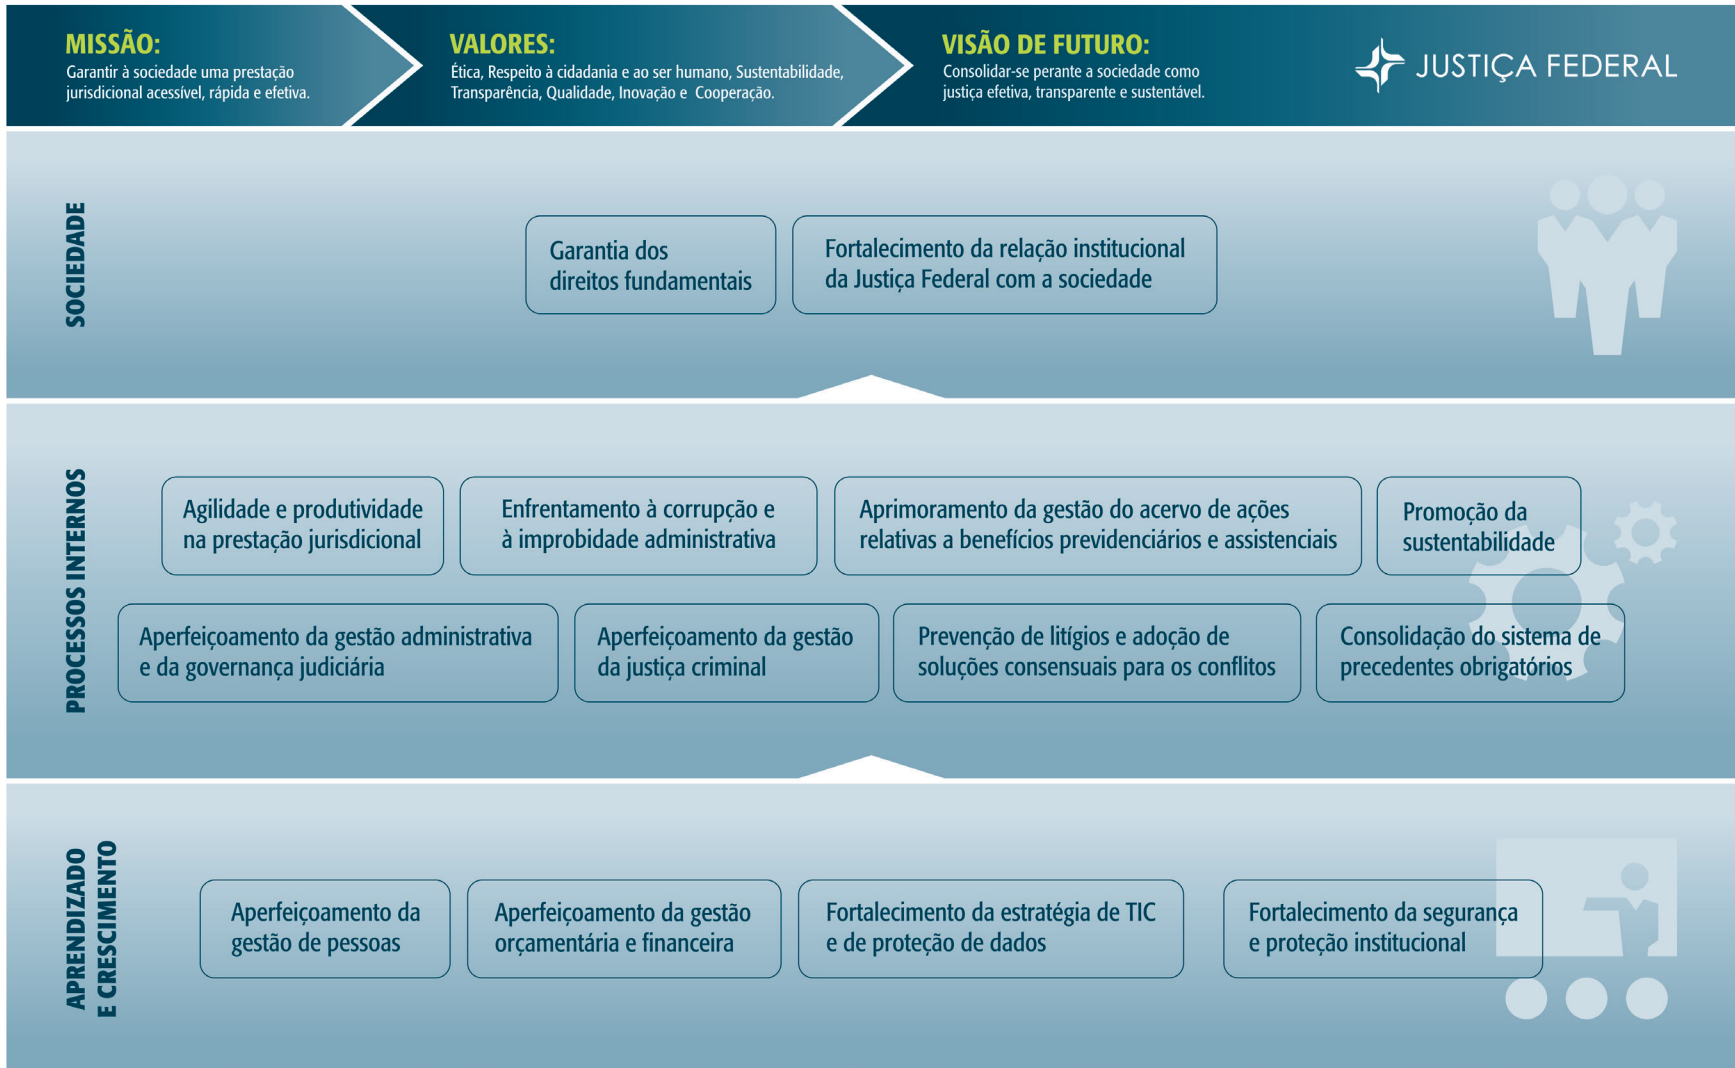 MISSÃO:
Garantir à sociedade uma prestação
jurisdicional acessível, rápida e efetiva.
VALORES:
Ética, Respeito à cidadania e ao ser humano, Sustentabilidade,
Transparência, Qualidade, Inovação e Cooperação.
VISÃO DE FUTURO:
Consolidar-se perante a sociedade como
justiça efetiva, transparente e sustentável.
JUSTIÇA FEDERAL
SOCIEDADE
Garantia dos
direitos fundamentais
Fortalecimento da relação institucional
da Justiça Federal com a sociedade
PROCESSOS INTERNOS
Agilidade e produtividade
na prestação jurisdicional
Enfrentamento à corrupção e
à improbidade administrativa
Aprimoramento da gestão do acervo de ações
relativas a benefícios previdenciários e assistenciais
Promoção da
sustentabilidade
Aperfeiçoamento da gestão administrativa
e da governança judiciária
Aperfeiçoamento da gestão
da justiça criminal
Prevenção de litígios e adoção de
soluções consensuais para os conflitos
Consolidação do sistema de
precedentes obrigatórios
APRENDIZADO
E CRESCIMENTO
Aperfeiçoamento da
gestão de pessoas
Aperfeiçoamento da gestão
orçamentária e financeira
Fortalecimento da estratégia de TIC
e de proteção de dados
Fortalecimento da segurança
e proteção institucional